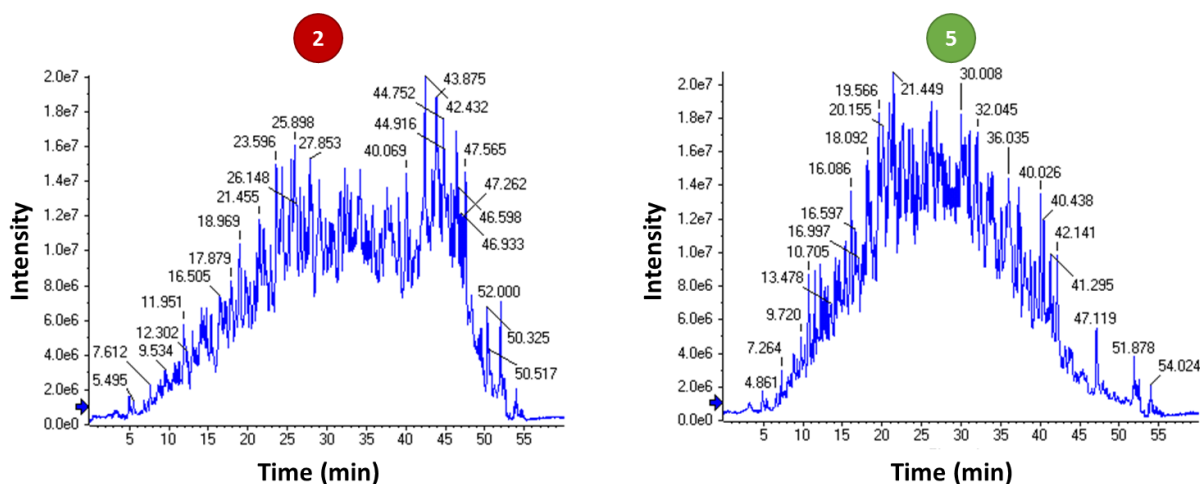 2
5
2.0e7
1.8e7
1.6e7
1.4e7
1.2e7
1.0e7
8.0e6
6.0e6
4.0e6
2.0e6
0.0e0
Intensity
5.495
7.612
9.534
12.302
11.951
16.505
17.879
18.969
21.455
26.148
23.596
25.898
27.853
40.069
44.916
44.752
43.875
42.432
47.565
47.262
46.598
46.933
52.000
50.325
50.517
5 10 15 20 25 30 35 40 45 50 55
Time (min)
2.0e7
1.8e7
1.6e7
1.4e7
1.2e7
1.0e7
8.0e6
6.0e6
4.0e6
2.0e6
0.0e0
Intensity
4.861
7.264
9.720
13.478
10.705
16.997
16.597
16.086
18.092
20.155
19.566
21.449
30.008
32.045
36.035
40.026
40.438
42.141
41.295
47.119
51.878
54.024
5 10 15 20 25 30 35 40 45 50 55
Time (min)